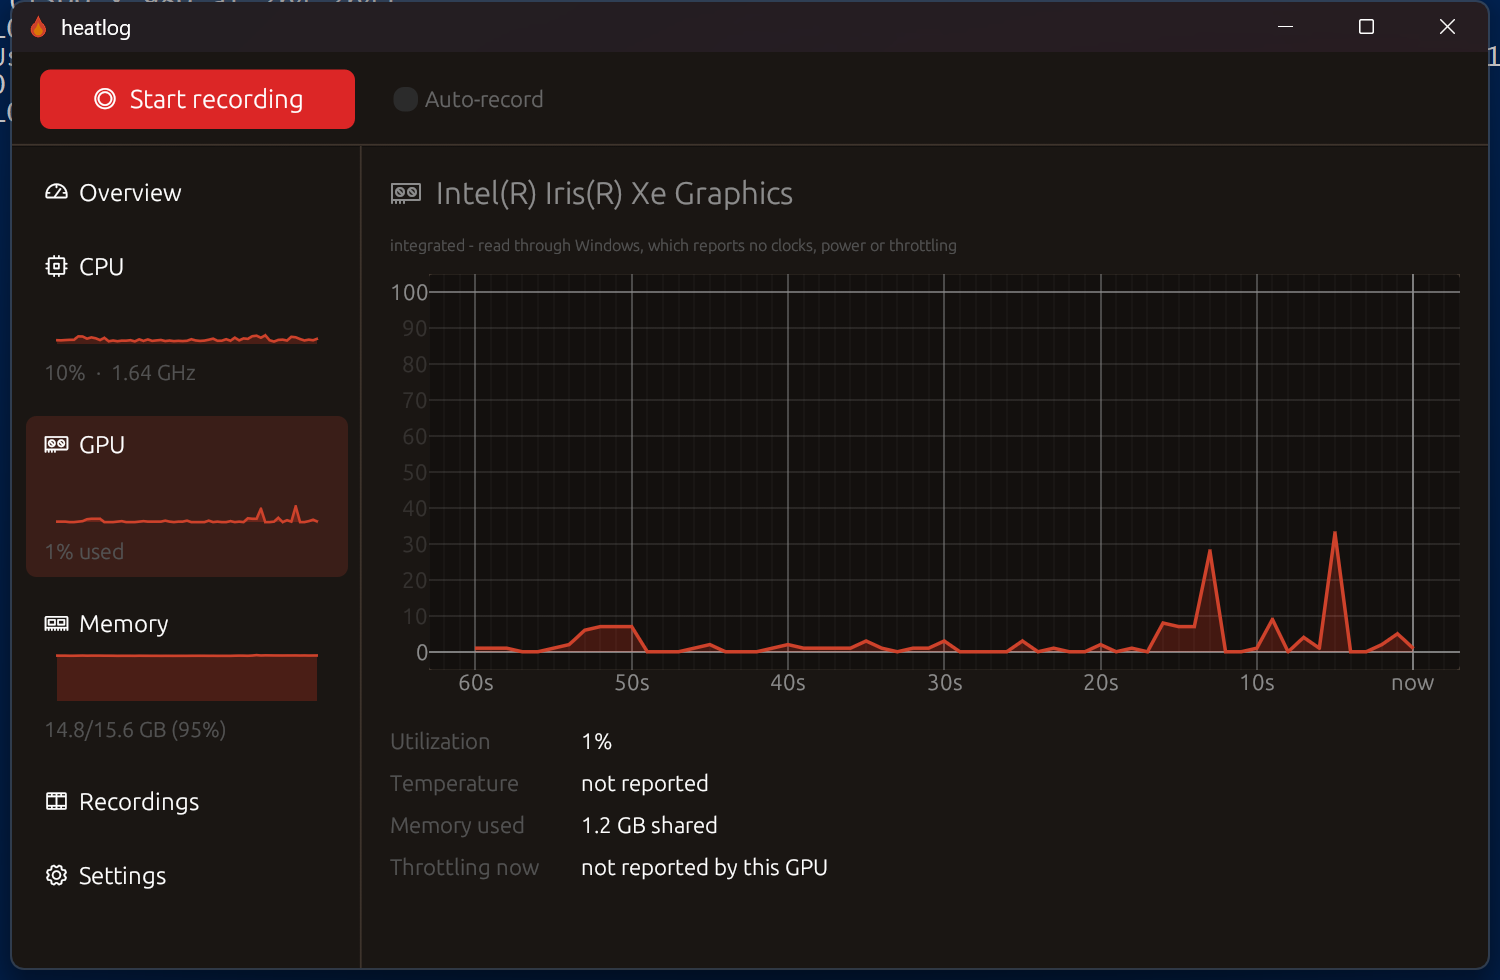 heatlog
Start recording
Auto-record
Overview
CPU
10% · 1.64 GHz
GPU
1% used
Memory
14.8/15.6 GB (95%)
Recordings
Settings
Intel(R) Iris(R) Xe Graphics
integrated - read through Windows, which reports no clocks, power or throttling
100
90
80
70
60
50
40
30
20
10
0
60s 50s 40s 30s 20s 10s now
Utilization 1%
Temperature not reported
Memory used 1.2 GB shared
Throttling now not reported by this GPU